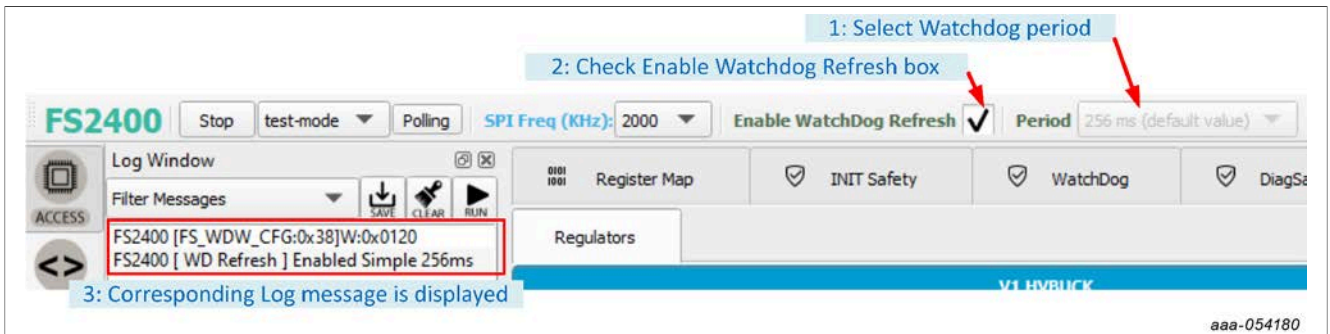 1: Select Watchdog period
2: Check Enable Watchdog Refresh box
FS2400 Stop test-mode Polling SPI Freq (KHz): 2000 Enable WatchDog Refresh Period 256 ms (default value)
Log Window
Filter Messages SAVE CLEAR RUN
ACCESS
0101 1001 Register Map INIT Safety WatchDog DiagSa
FS2400 [FS_WDW_CFG:0x38]W:0x0120
FS2400 [ WD Refresh ] Enabled Simple 256ms
Regulators
<>
3: Corresponding Log message is displayed
V1 HVBUCK
aaa-054180